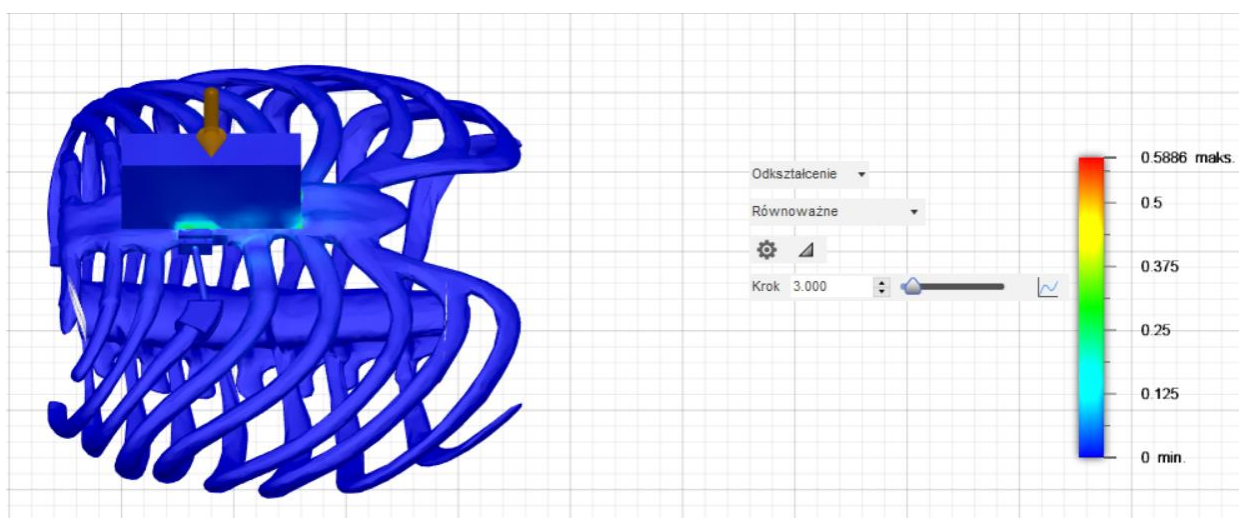 0.5886 maks.
Odkształcenie
0.5
Równoważne
0.375
Krok 3.000
0.25
0.125
0 min.